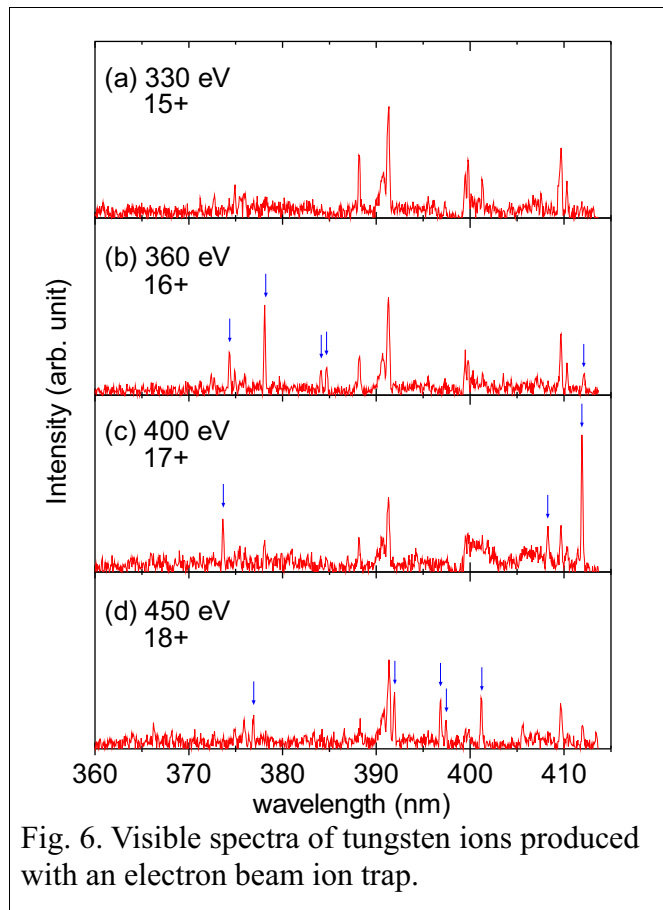 (a) 330 eV
15+
(b) 360 eV
16+
(c) 400 eV
17+
(d) 450 eV
18+
Intensity (arb. unit)
360 370 380 390 400 410
wavelength (nm)
Fig. 6. Visible spectra of tungsten ions produced
with an electron beam ion trap.